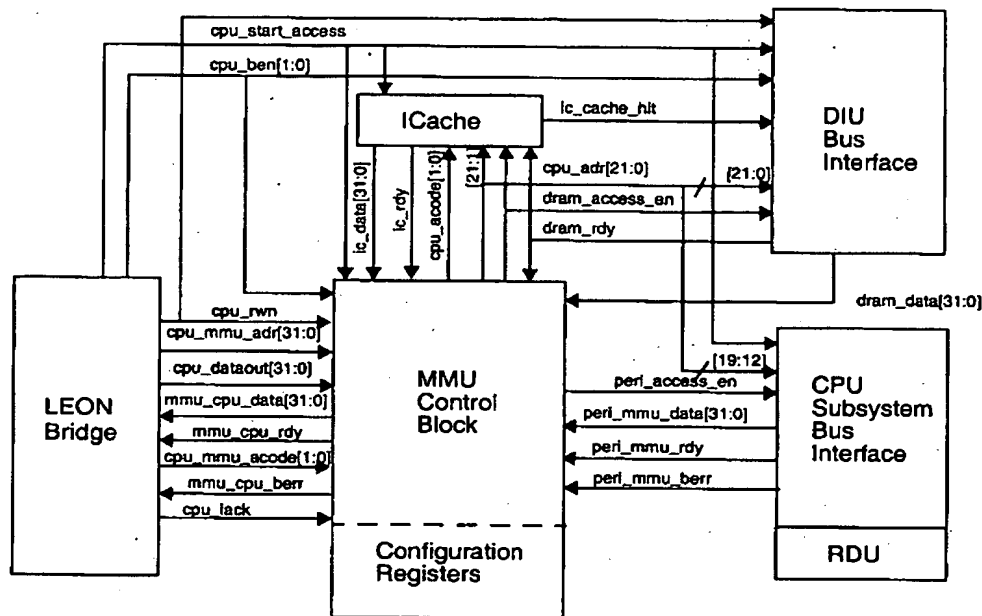 cpu_start_access
cpu_ben[1:0]
ICache
ic_cache_hit
DIU
Bus
Interface
ic_data[31:0]
ic_rdy
cpu_acode[1:0]
[21:1]
cpu_adr[21:0]
[21:0]
dram_access_en
dram_rdy
dram_data[31:0]
LEON
Bridge
cpu_rwn
cpu_mmu_adr[31:0]
cpu_dataout[31:0]
mmu_cpu_data[31:0]
mmu_cpu_rdy
cpu_mmu_acode[1:0]
mmu_cpu_berr
cpu_iack
MMU
Control
Block
Configuration
Registers
[19:12]
peri_access_en
peri_mmu_data[31:0]
peri_mmu_rdy
peri_mmu_berr
CPU
Subsystem
Bus
Interface
RDU